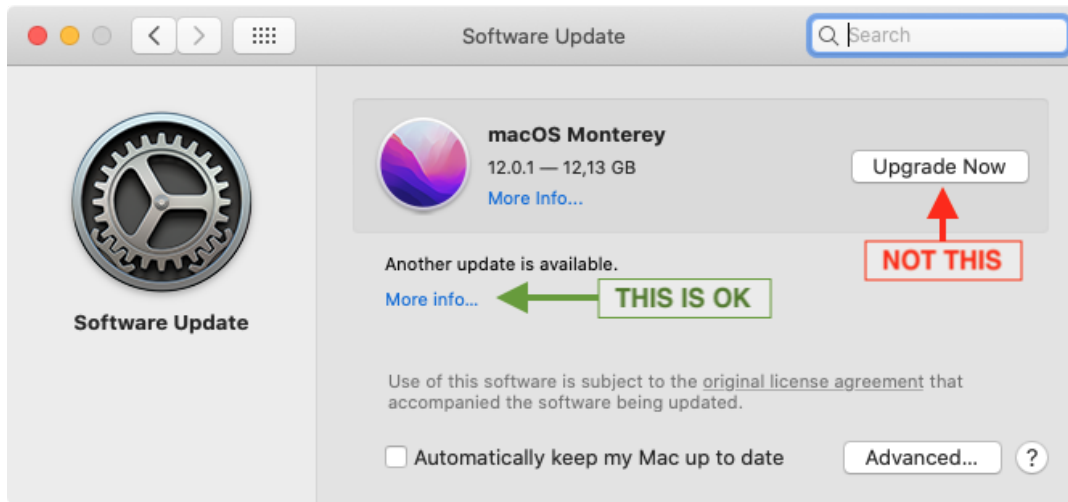 Software Update
Search
macOS Monterey
12.0.1 — 12,13 GB
Upgrade Now
More Info...
NOT THIS
Another update is available.
More info...
THIS IS OK
Software Update
Use of this software is subject to the original license agreement that
accompanied the software being updated.
Automatically keep my Mac up to date
Advanced...
?